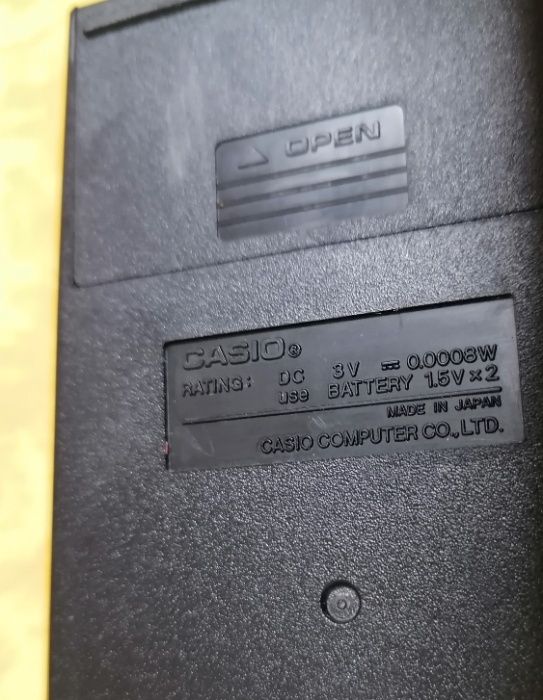 OPEN
CASIO®
RATING: DC 3V ⎓ 0.0008W
use BATTERY 1.5V×2
MADE IN JAPAN
CASIO COMPUTER CO., LTD.